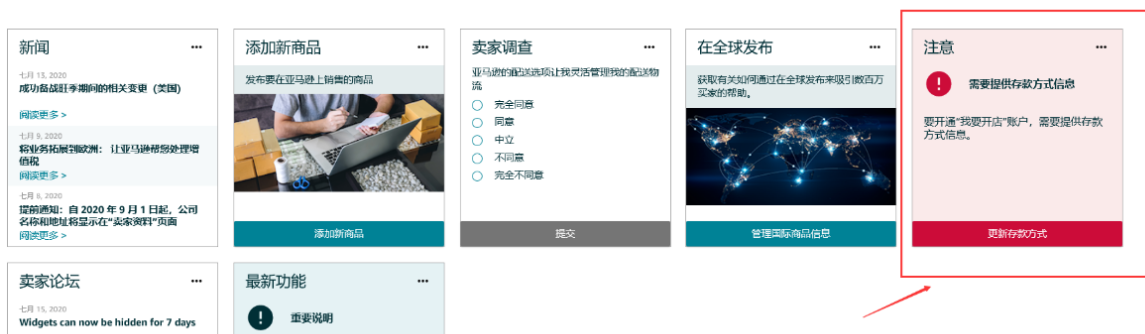 新闻
七月 13, 2020
成功备战旺季期间的相关变更（美国）
阅读更多 >
七月 9, 2020
将业务拓展到欧洲： 让亚马逊帮您处理增
值税
阅读更多 >
七月 8, 2020
提前通知：自 2020 年 9 月 1 日起，公司
名称和地址将显示在“卖家资料”页面
阅读更多 >
添加新商品
发布要在亚马逊上销售的商品
添加新商品
卖家调查
亚马逊的配送选项让我灵活管理我的配送物
流
完全同意
同意
中立
不同意
完全不同意
提交
在全球发布
获取有关如何通过在全球发布来吸引数百万
买家的帮助。
管理国际商品信息
注意
需要提供存款方式信息
要开通“我要开店”账户，需要提供存款
方式信息。
更新存款方式
卖家论坛
七月 15, 2020
Widgets can now be hidden for 7 days
最新功能
重要说明